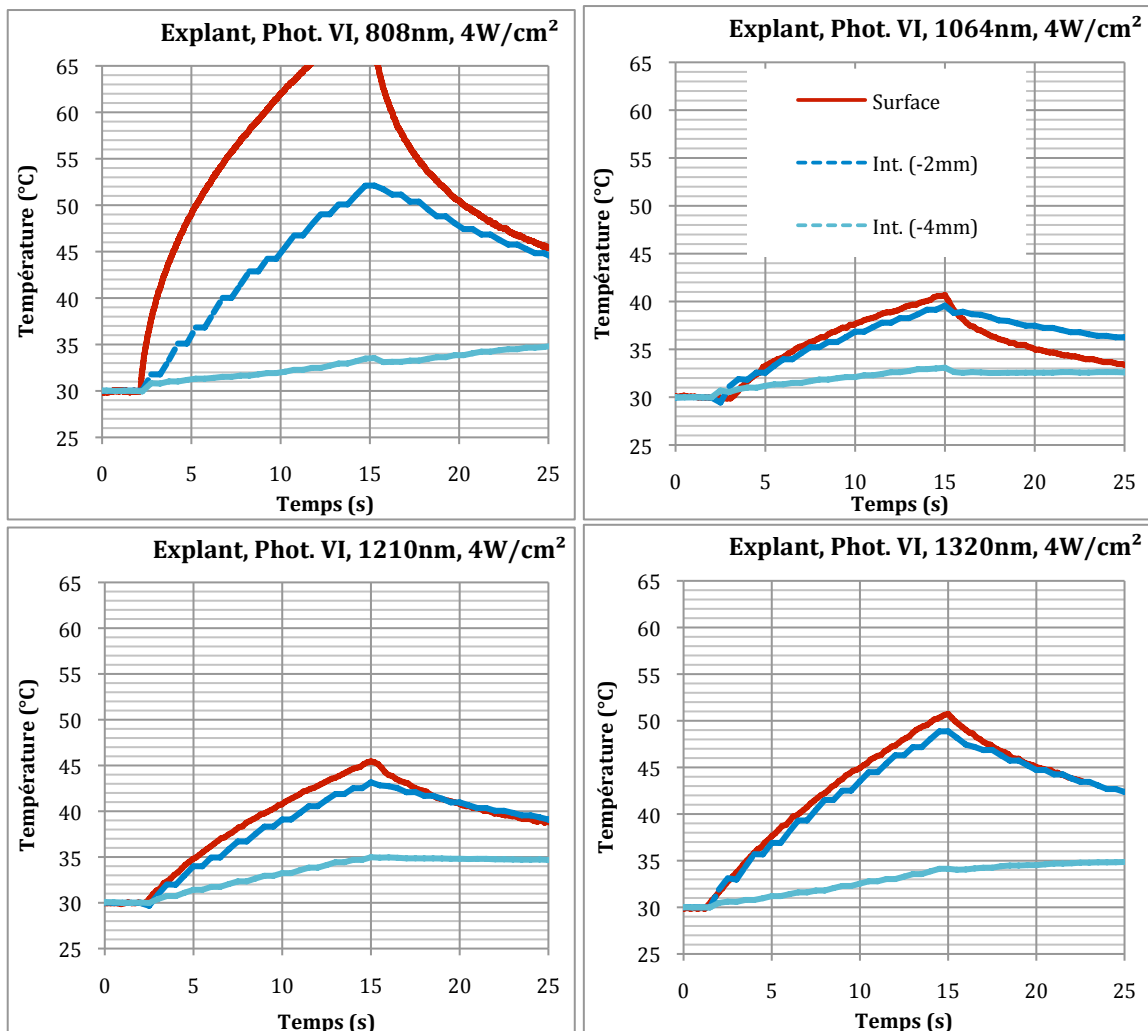 Explant, Phot. VI, 808nm, 4W/cm²
65
60
55
50
45
40
35
30
25
Température (°C)
0 5 10 15 20 25
Temps (s)
Explant, Phot. VI, 1064nm, 4W/cm²
65
60
55
50
45
40
35
30
25
Température (°C)
Surface
Int. (-2mm)
Int. (-4mm)
0 5 10 15 20 25
Temps (s)
Explant, Phot. VI, 1210nm, 4W/cm²
65
60
55
50
45
40
35
30
25
Température (°C)
0 5 10 15 20 25
Temps (s)
Explant, Phot. VI, 1320nm, 4W/cm²
65
60
55
50
45
40
35
30
25
Température (°C)
0 5 10 15 20 25
Temps (s)